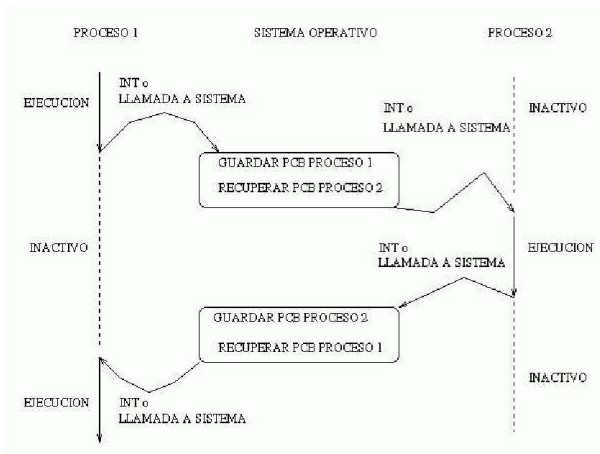 PROCESO 1
SISTEMA OPERATIVO
PROCESO 2
INT o
LLAMADA A SISTEMA
EJECUCION
INT o
LLAMADA A SISTEMA
INACTIVO
GUARDAR PCB PROCESO 1
RECUPERAR PCB PROCESO 2
INACTIVO
INT o
LLAMADA A SISTEMA
EJECUCION
GUARDAR PCB PROCESO 2
RECUPERAR PCB PROCESO 1
INACTIVO
EJECUCION
INT o
LLAMADA A SISTEMA